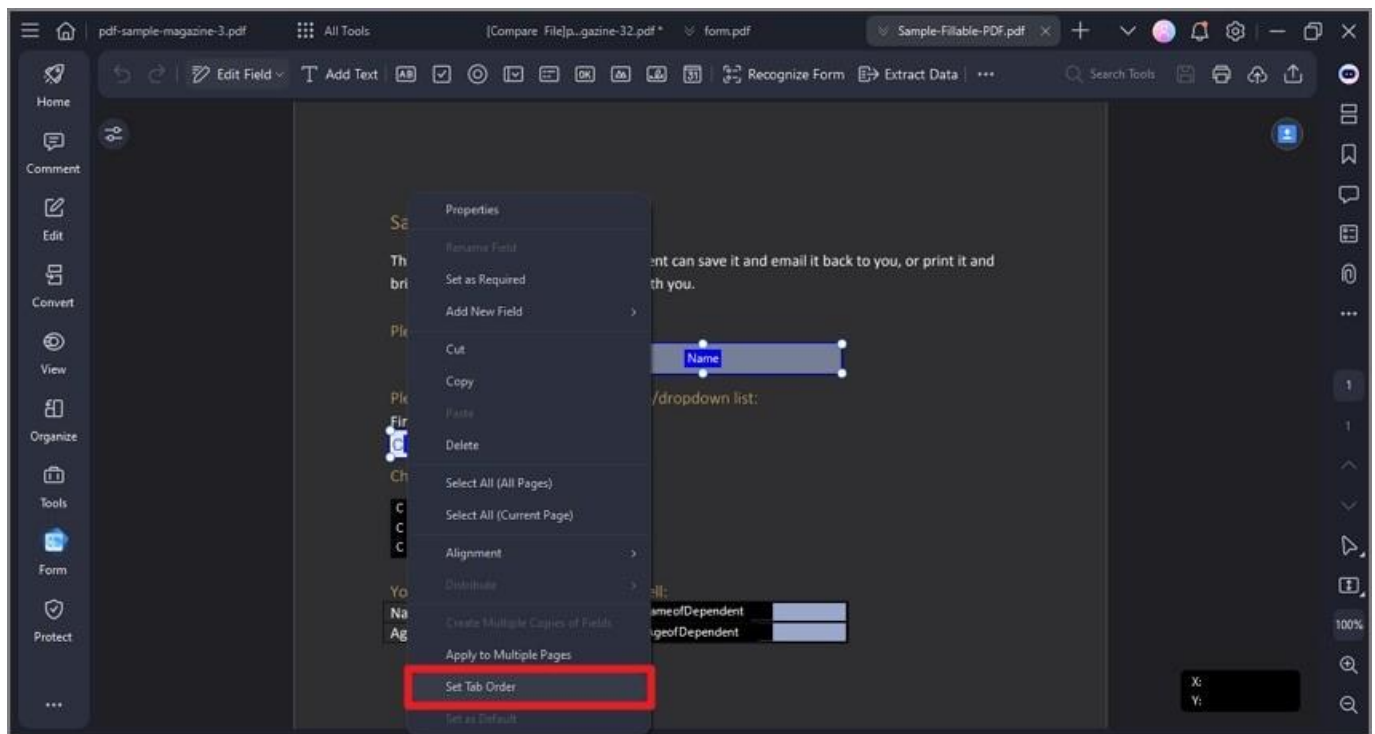 pdf-sample-magazine-3.pdf
All Tools
[Compare File]p...gazine-32.pdf *
form.pdf
Sample-Fillable-PDF.pdf
Edit Field
Add Text
Recognize Form
Extract Data
Search Tools
Home
Comment
Edit
Convert
View
Organize
Tools
Form
Protect
Sa
Th
ent can save it and email it back to you, or print it and
bri
th you.
Ple
Name
Ple
/dropdown list:
Fir
C
Ch
C
C
C
Yo
ell:
Na
ameofDependent
Ag
AgeofDependent
Properties
Rename Field
Set as Required
Add New Field
Cut
Copy
Paste
Delete
Select All (All Pages)
Select All (Current Page)
Alignment
Distribute
Create Multiple Copies of Fields
Apply to Multiple Pages
Set Tab Order
Set as Default
1
1
100%
X:
Y: